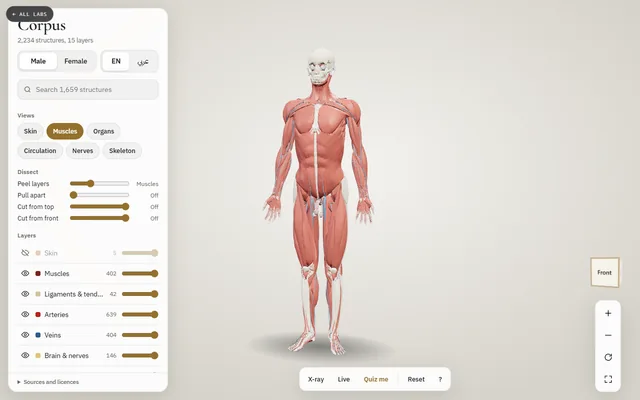 ← ALL LABS
Corpus
2,234 structures, 15 layers
Male Female EN عربي
Search 1,659 structures
Views
Skin Muscles Organs
Circulation Nerves Skeleton
Dissect
Peel layers Muscles
Pull apart Off
Cut from top Off
Cut from front Off
Layers
Skin 5
Muscles 402
Ligaments & tend... 42
Arteries 639
Veins 404
Brain & nerves 146
Sources and licences
Front
+
−
X-ray Live Quiz me Reset ?